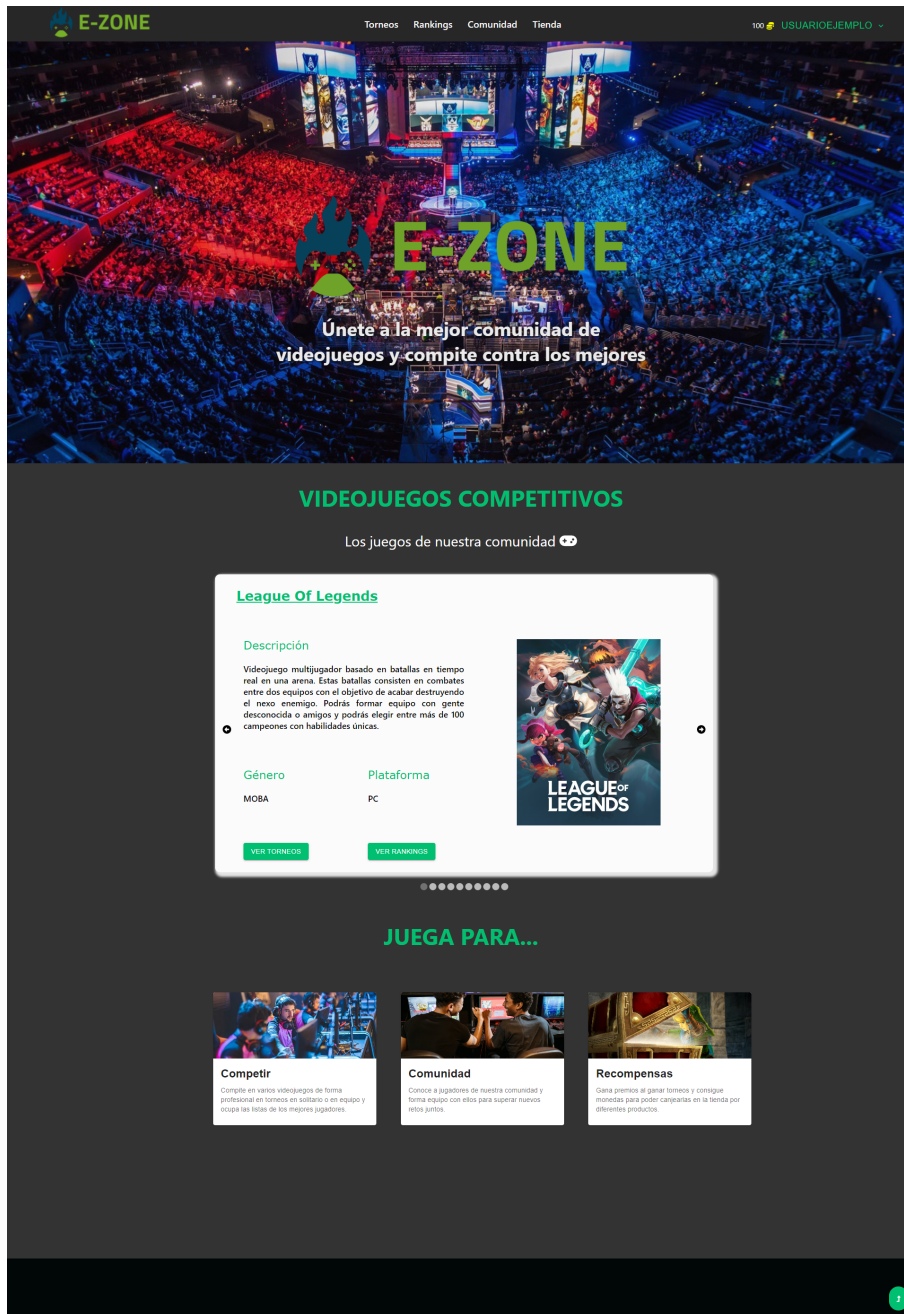 E-ZONE
Torneos Rankings Comunidad Tienda
100 USUARIOEJEMPLO
E-ZONE
Únete a la mejor comunidad de
videojuegos y compite contra los mejores
VIDEOJUEGOS COMPETITIVOS
Los juegos de nuestra comunidad
League Of Legends
Descripción
Videojuego multijugador basado en batallas en tiempo
real en una arena. Estas batallas consisten en combates
entre dos equipos con el objetivo de acabar destruyendo
el nexo enemigo. Podrás formar equipo con gente
desconocida o amigos y podrás elegir entre más de 100
campeones con habilidades únicas.
Género
Plataforma
MOBA
PC
LEAGUE OF
LEGENDS
VER TORNEOS
VER RANKINGS
JUEGA PARA...
Competir
Compite en varios videojuegos de forma
profesional en torneos en solitario o en equipo y
ocupa las listas de los mejores jugadores.
Comunidad
Conoce a jugadores de nuestra comunidad y
forma equipo con ellos para superar nuevos
retos juntos.
Recompensas
Gana premios al ganar torneos y consigue
monedas para poder canjearlas en la tienda por
diferentes productos.